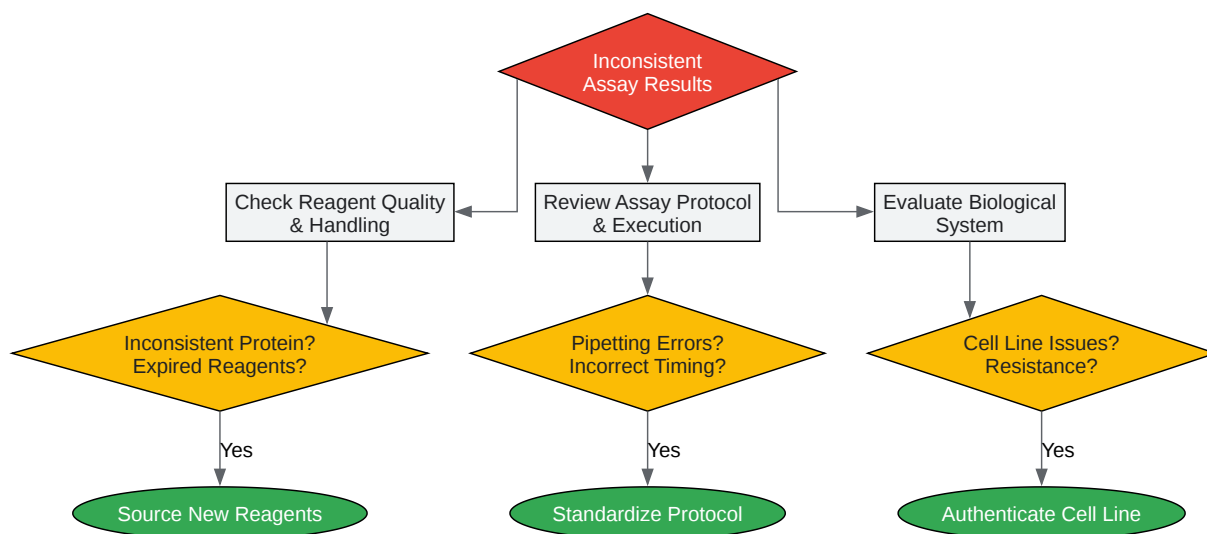 Inconsistent
Assay Results
Check Reagent Quality
& Handling
Review Assay Protocol
& Execution
Evaluate Biological
System
Inconsistent Protein?
Expired Reagents?
Pipetting Errors?
Incorrect Timing?
Cell Line Issues?
Resistance?
Yes
Yes
Yes
Source New Reagents
Standardize Protocol
Authenticate Cell Line